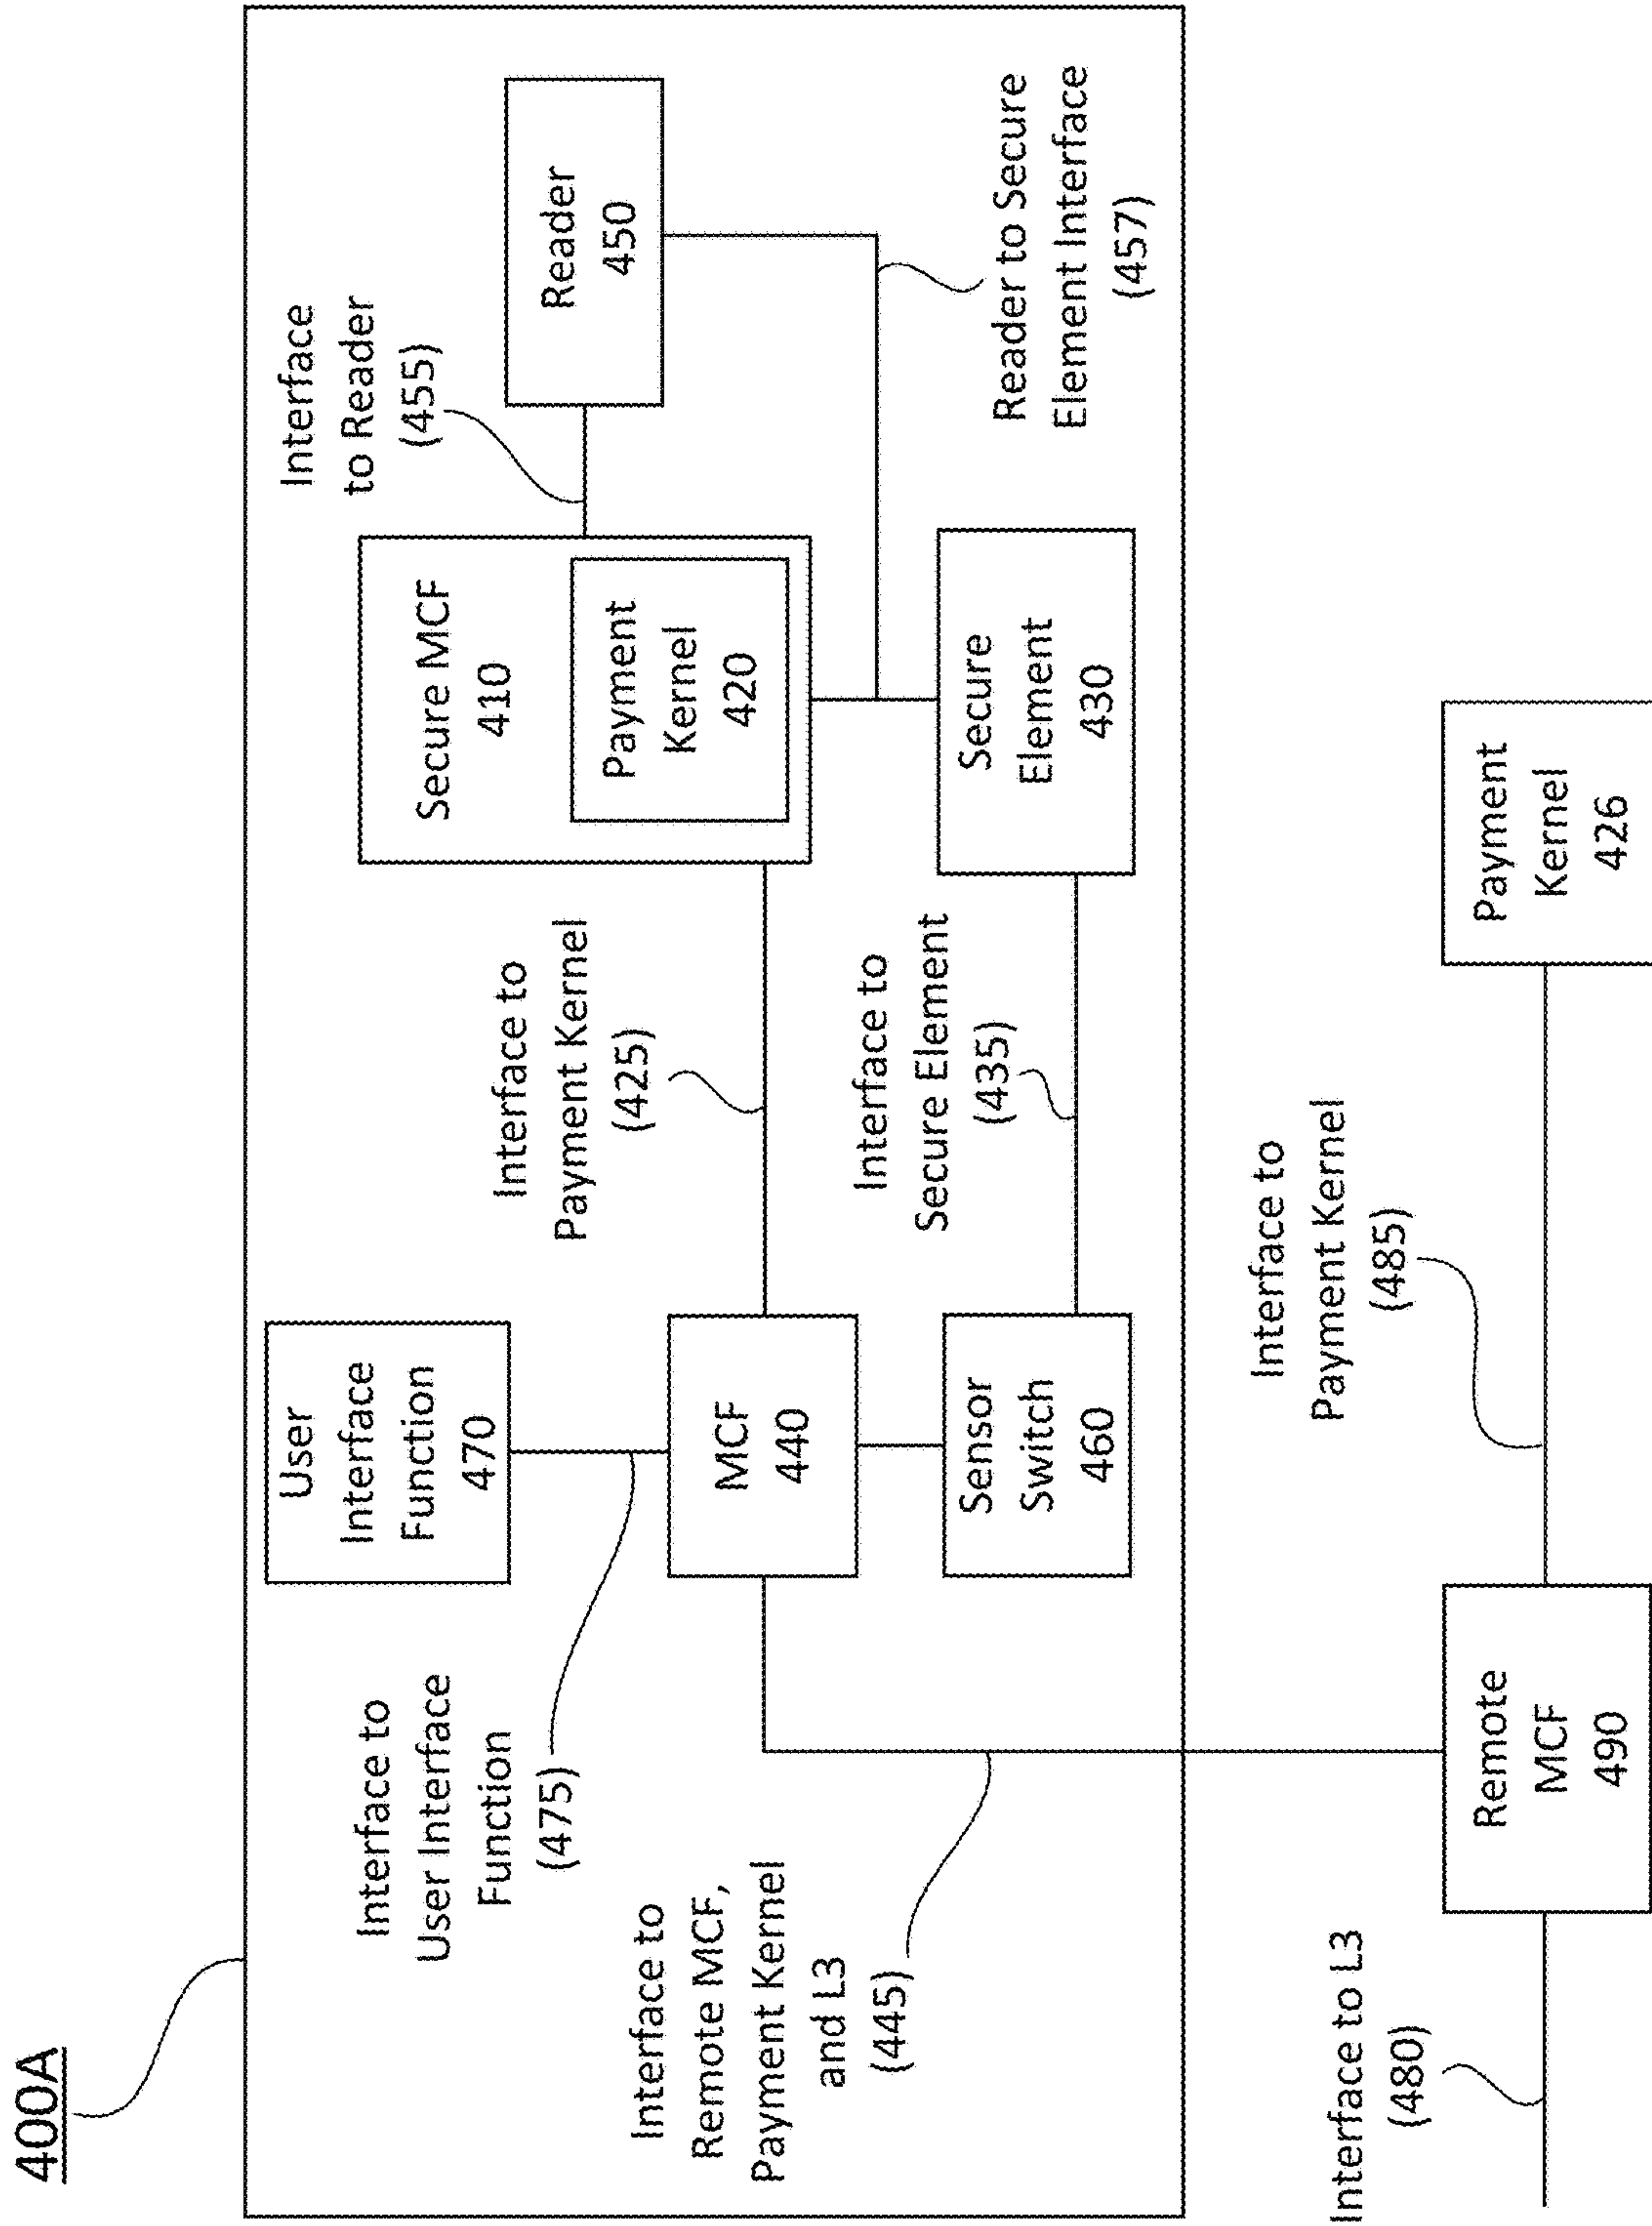 400A
User
Interface
Function
470
Interface to
User Interface
Function
(475)
Interface to
Remote MCF,
Payment Kernel
and L3
(445)
MCF
440
Sensor
Switch
460
Interface to
Payment Kernel
(425)
Interface to
Secure Element
(435)
Secure MCF
410
Payment
Kernel
420
Secure
Element
430
Interface
to Reader
(455)
Reader
450
Reader to Secure
Element Interface
(457)
Interface to L3
(480)
Remote
MCF
490
Interface to
Payment Kernel
(485)
Payment
Kernel
426